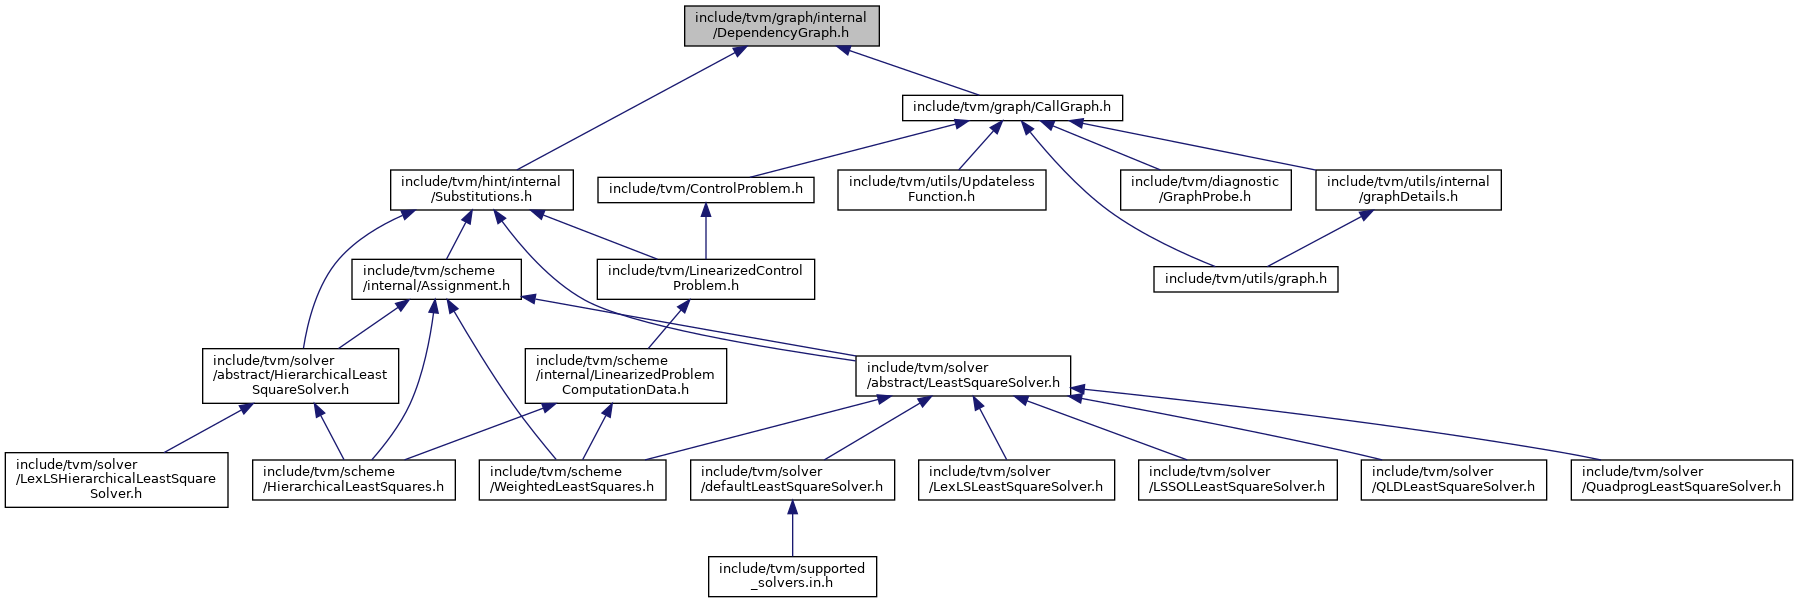 include/tvm/graph/internal
/DependencyGraph.h
include/tvm/graph/CallGraph.h
include/tvm/hint/internal
/Substitutions.h
include/tvm/ControlProblem.h
include/tvm/utils/Updateless
Function.h
include/tvm/diagnostic
/GraphProbe.h
include/tvm/utils/internal
/graphDetails.h
include/tvm/scheme
/internal/Assignment.h
include/tvm/LinearizedControl
Problem.h
include/tvm/utils/graph.h
include/tvm/solver
/abstract/HierarchicalLeast
SquareSolver.h
include/tvm/scheme
/internal/LinearizedProblem
ComputationData.h
include/tvm/solver
/abstract/LeastSquareSolver.h
include/tvm/solver
/LexLSHierarchicalLeastSquare
Solver.h
include/tvm/scheme
/HierarchicalLeastSquares.h
include/tvm/scheme
/WeightedLeastSquares.h
include/tvm/solver
/defaultLeastSquareSolver.h
include/tvm/solver
/LexLSLeastSquareSolver.h
include/tvm/solver
/LSSOLLeastSquareSolver.h
include/tvm/solver
/QLDLeastSquareSolver.h
include/tvm/solver
/QuadprogLeastSquareSolver.h
include/tvm/supported
_solvers.in.h